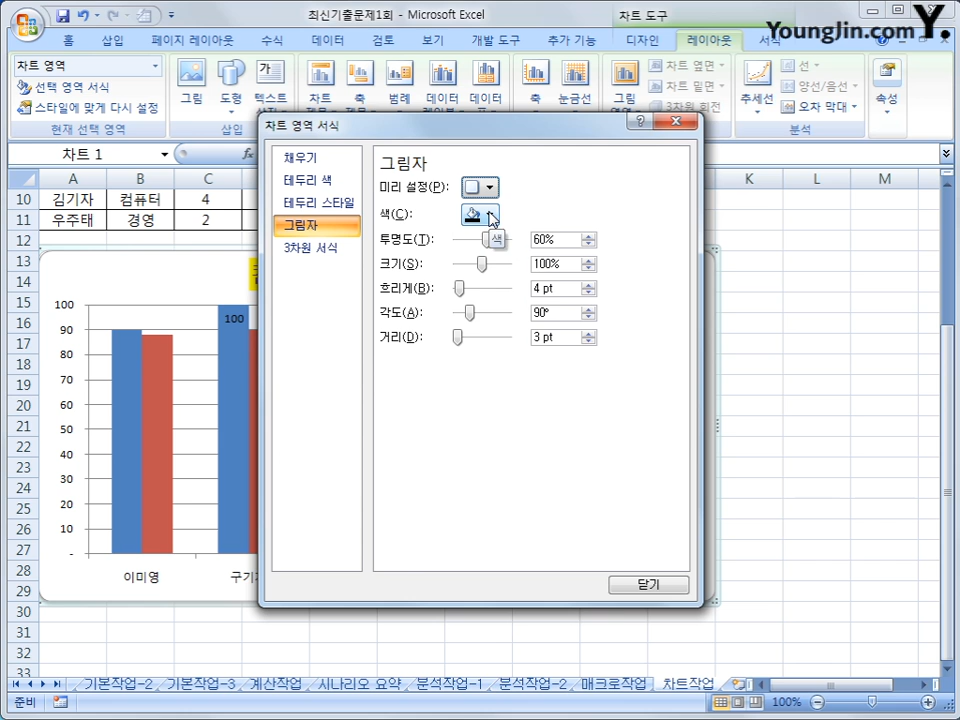 최신기출문제1회 - Microsoft Excel
차트 도구
YoungJin.com Y.
홈 삽입 페이지 레이아웃 수식 데이터 검토 보기 개발 도구 추가 기능 디자인 레이아웃 서식
차트 영역
선택 영역 서식
스타일에 맞게 다시 설정
현재 선택 영역
그림 도형 텍스트
삽입
차트 축 범례 데이터 데이터 축 눈금선 그림
차트 옆면
차트 밑면
3차원 회전
추세선
선
양선/음선
오차 막대
분석
속성
차트 1
fx
A B C K L M
10 김기자 컴퓨터 4
11 우주태 경영 2
12
13
14
15
16
17
18
19
20
21
22
23
24
25
26
27
28
29
30
31
32
33
100
90
80
70
60
50
40
30
20
10
-
100
이미영
차트 영역 서식
채우기
테두리 색
테두리 스타일
그림자
3차원 서식
그림자
미리 설정(P):
색(C):
색
투명도(T): 60%
크기(S): 100%
흐리게(B): 4 pt
각도(A): 90°
거리(D): 3 pt
닫기
기본작업-2 기본작업-3 계산작업 시나리오 요약 분석작업-1 분석작업-2 매크로작업 차트작업
준비
100%